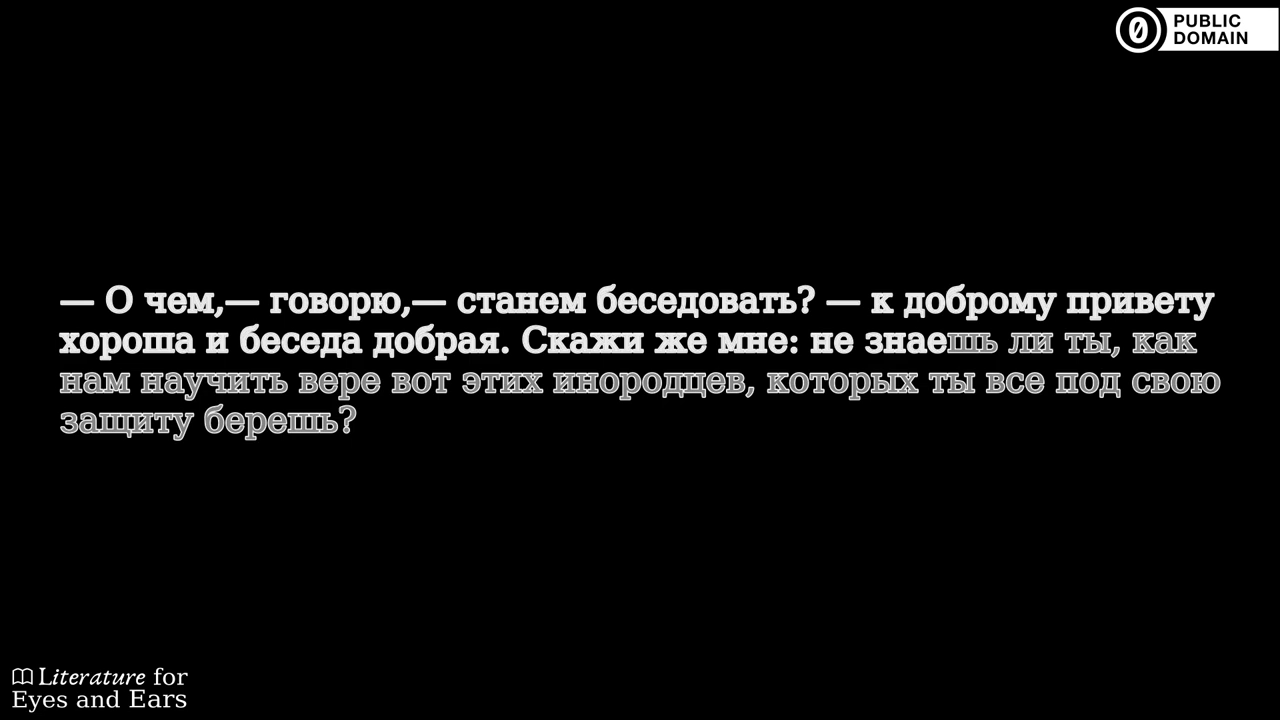 PUBLIC
DOMAIN
— О чем,— говорю,— станем беседовать? — к доброму привету
хороша и беседа добрая. Скажи же мне: не знаешь ли ты, как
нам научить вере вот этих инородцев, которых ты все под свою
защиту берешь?
Literature for
Eyes and Ears